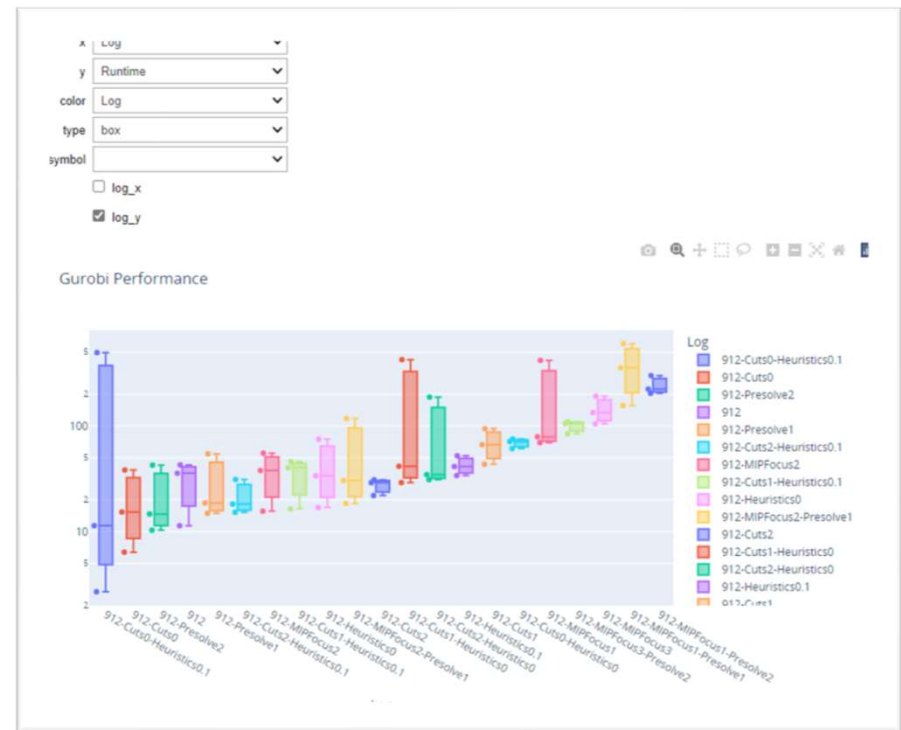 x Log
y Runtime
color Log
type box
symbol
log_x
log_y
Gurobi Performance
5
2
100
5
2
10
5
2
912-Cuts0-Heuristics0.1
912-Cuts0
912-Presolve2
912
912-Presolve1
912-Cuts2-Heuristics0.1
912-MIPFocus2
912-Cuts1-Heuristics0.1
912-Heuristics0
912-MIPFocus2-Presolve1
912-Cuts2
912-Cuts1-Heuristics0
912-Cuts2-Heuristics0
912-Heuristics0.1
912-Cuts1
912-Cuts0-Heuristics0
912-MIPFocus1
912-MIPFocus3-Presolve2
912-MIPFocus3
912-MIPFocus1-Presolve1
912-MIPFocus1-Presolve2
Log
912-Cuts0-Heuristics0.1
912-Cuts0
912-Presolve2
912
912-Presolve1
912-Cuts2-Heuristics0.1
912-MIPFocus2
912-Cuts1-Heuristics0.1
912-Heuristics0
912-MIPFocus2-Presolve1
912-Cuts2
912-Cuts1-Heuristics0
912-Cuts2-Heuristics0
912-Heuristics0.1
912-Cuts1